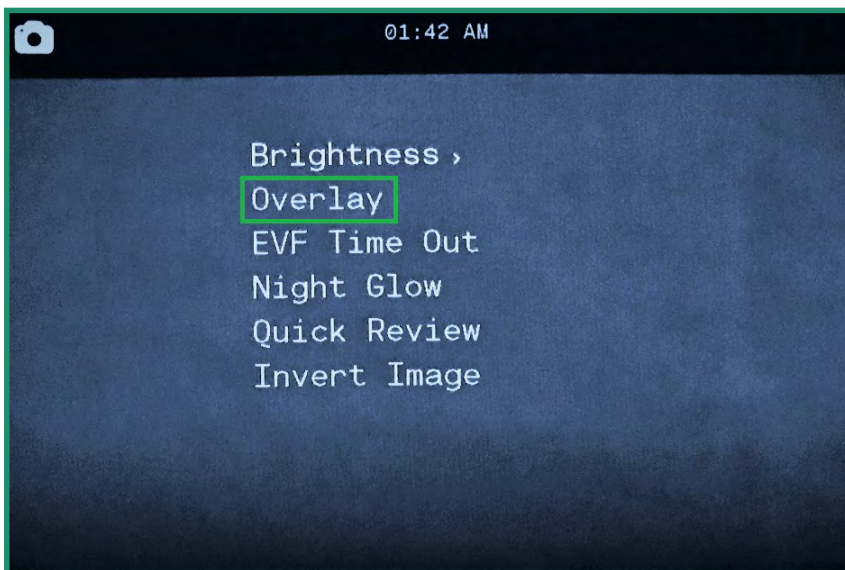 01:42 AM
Brightness ›
Overlay
EVF Time Out
Night Glow
Quick Review
Invert Image